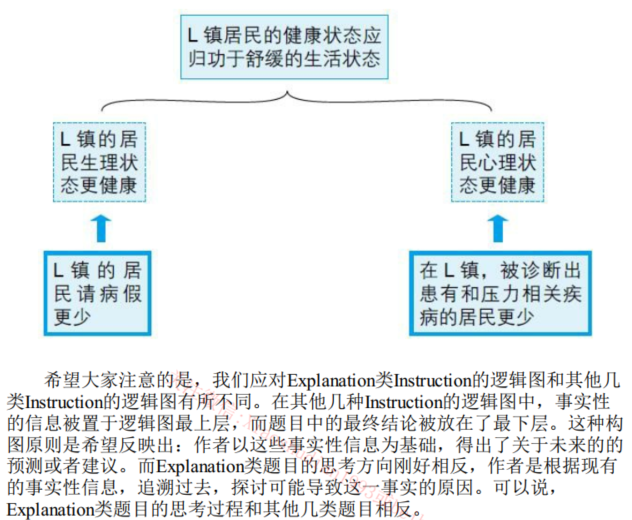 L 镇居民的健康状态应
归功于舒缓的生活状态
L 镇的居
民生理状
态更健康
L 镇的居
民心理状
态更健康
L 镇 的 居
民 请 病 假
更少
在 L 镇，被诊断出
患有和压力相关疾
病的居民更少
希望大家注意的是，我们应对Explanation类Instruction的逻辑图和其他几
类Instruction的逻辑图有所不同。在其他几种Instruction的逻辑图中，事实性
的信息被置于逻辑图最上层，而题目中的最终结论被放在了最下层。这种构
图原则是希望反映出：作者以这些事实性信息为基础，得出了关于未来的的
预测或者建议。而Explanation类题目的思考方向刚好相反，作者是根据现有
的事实性信息，追溯过去，探讨可能导致这一事实的原因。可以说，
Explanation类题目的思考过程和其他几类题目相反。